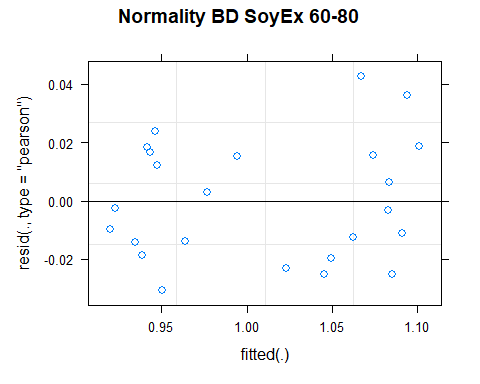 Normality BD SoyEx 60-80
resid(., type = "pearson")
0.04
0.02
0.00
-0.02
0.95
1.00
1.05
1.10
fitted(.)